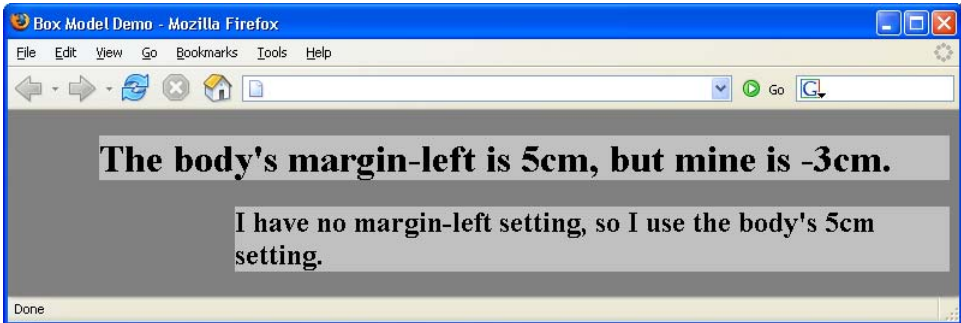 Box Model Demo - Mozilla Firefox
File Edit View Go Bookmarks Tools Help
Go G
The body's margin-left is 5cm, but mine is -3cm.
I have no margin-left setting, so I use the body's 5cm
setting.
Done